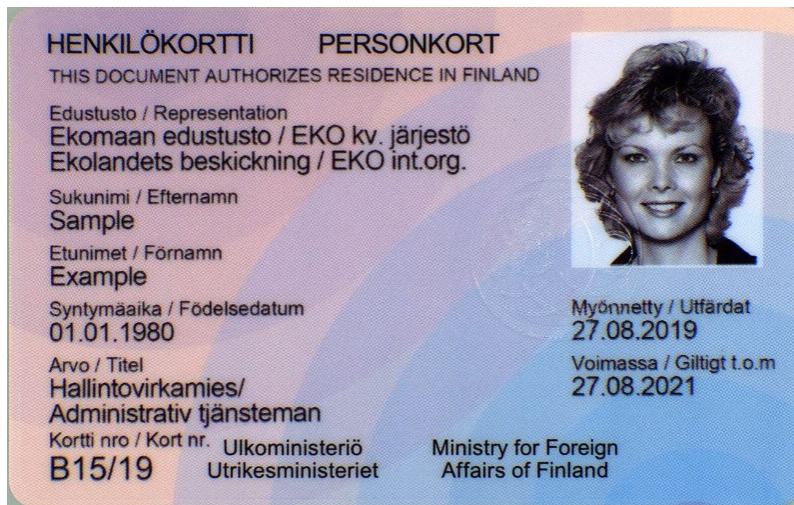 HENKILÖKORTTI PERSONKORT
THIS DOCUMENT AUTHORIZES RESIDENCE IN FINLAND
Edustusto / Representation
Ekomaan edustusto / EKO kv. järjestö
Ekolandets beskickning / EKO int.org.
Sukunimi / Efternamn
Sample
Etunimet / Förnamn
Example
Syntymäaika / Födelsedatum
01.01.1980
Arvo / Titel
Hallintovirkamies/
Administrativ tjänsteman
Kortti nro / Kort nr.
B15/19
Myönnetty / Utfärdat
27.08.2019
Voimassa / Giltigt t.o.m
27.08.2021
Ulkoministeriö
Utrikesministeriet
Ministry for Foreign
Affairs of Finland